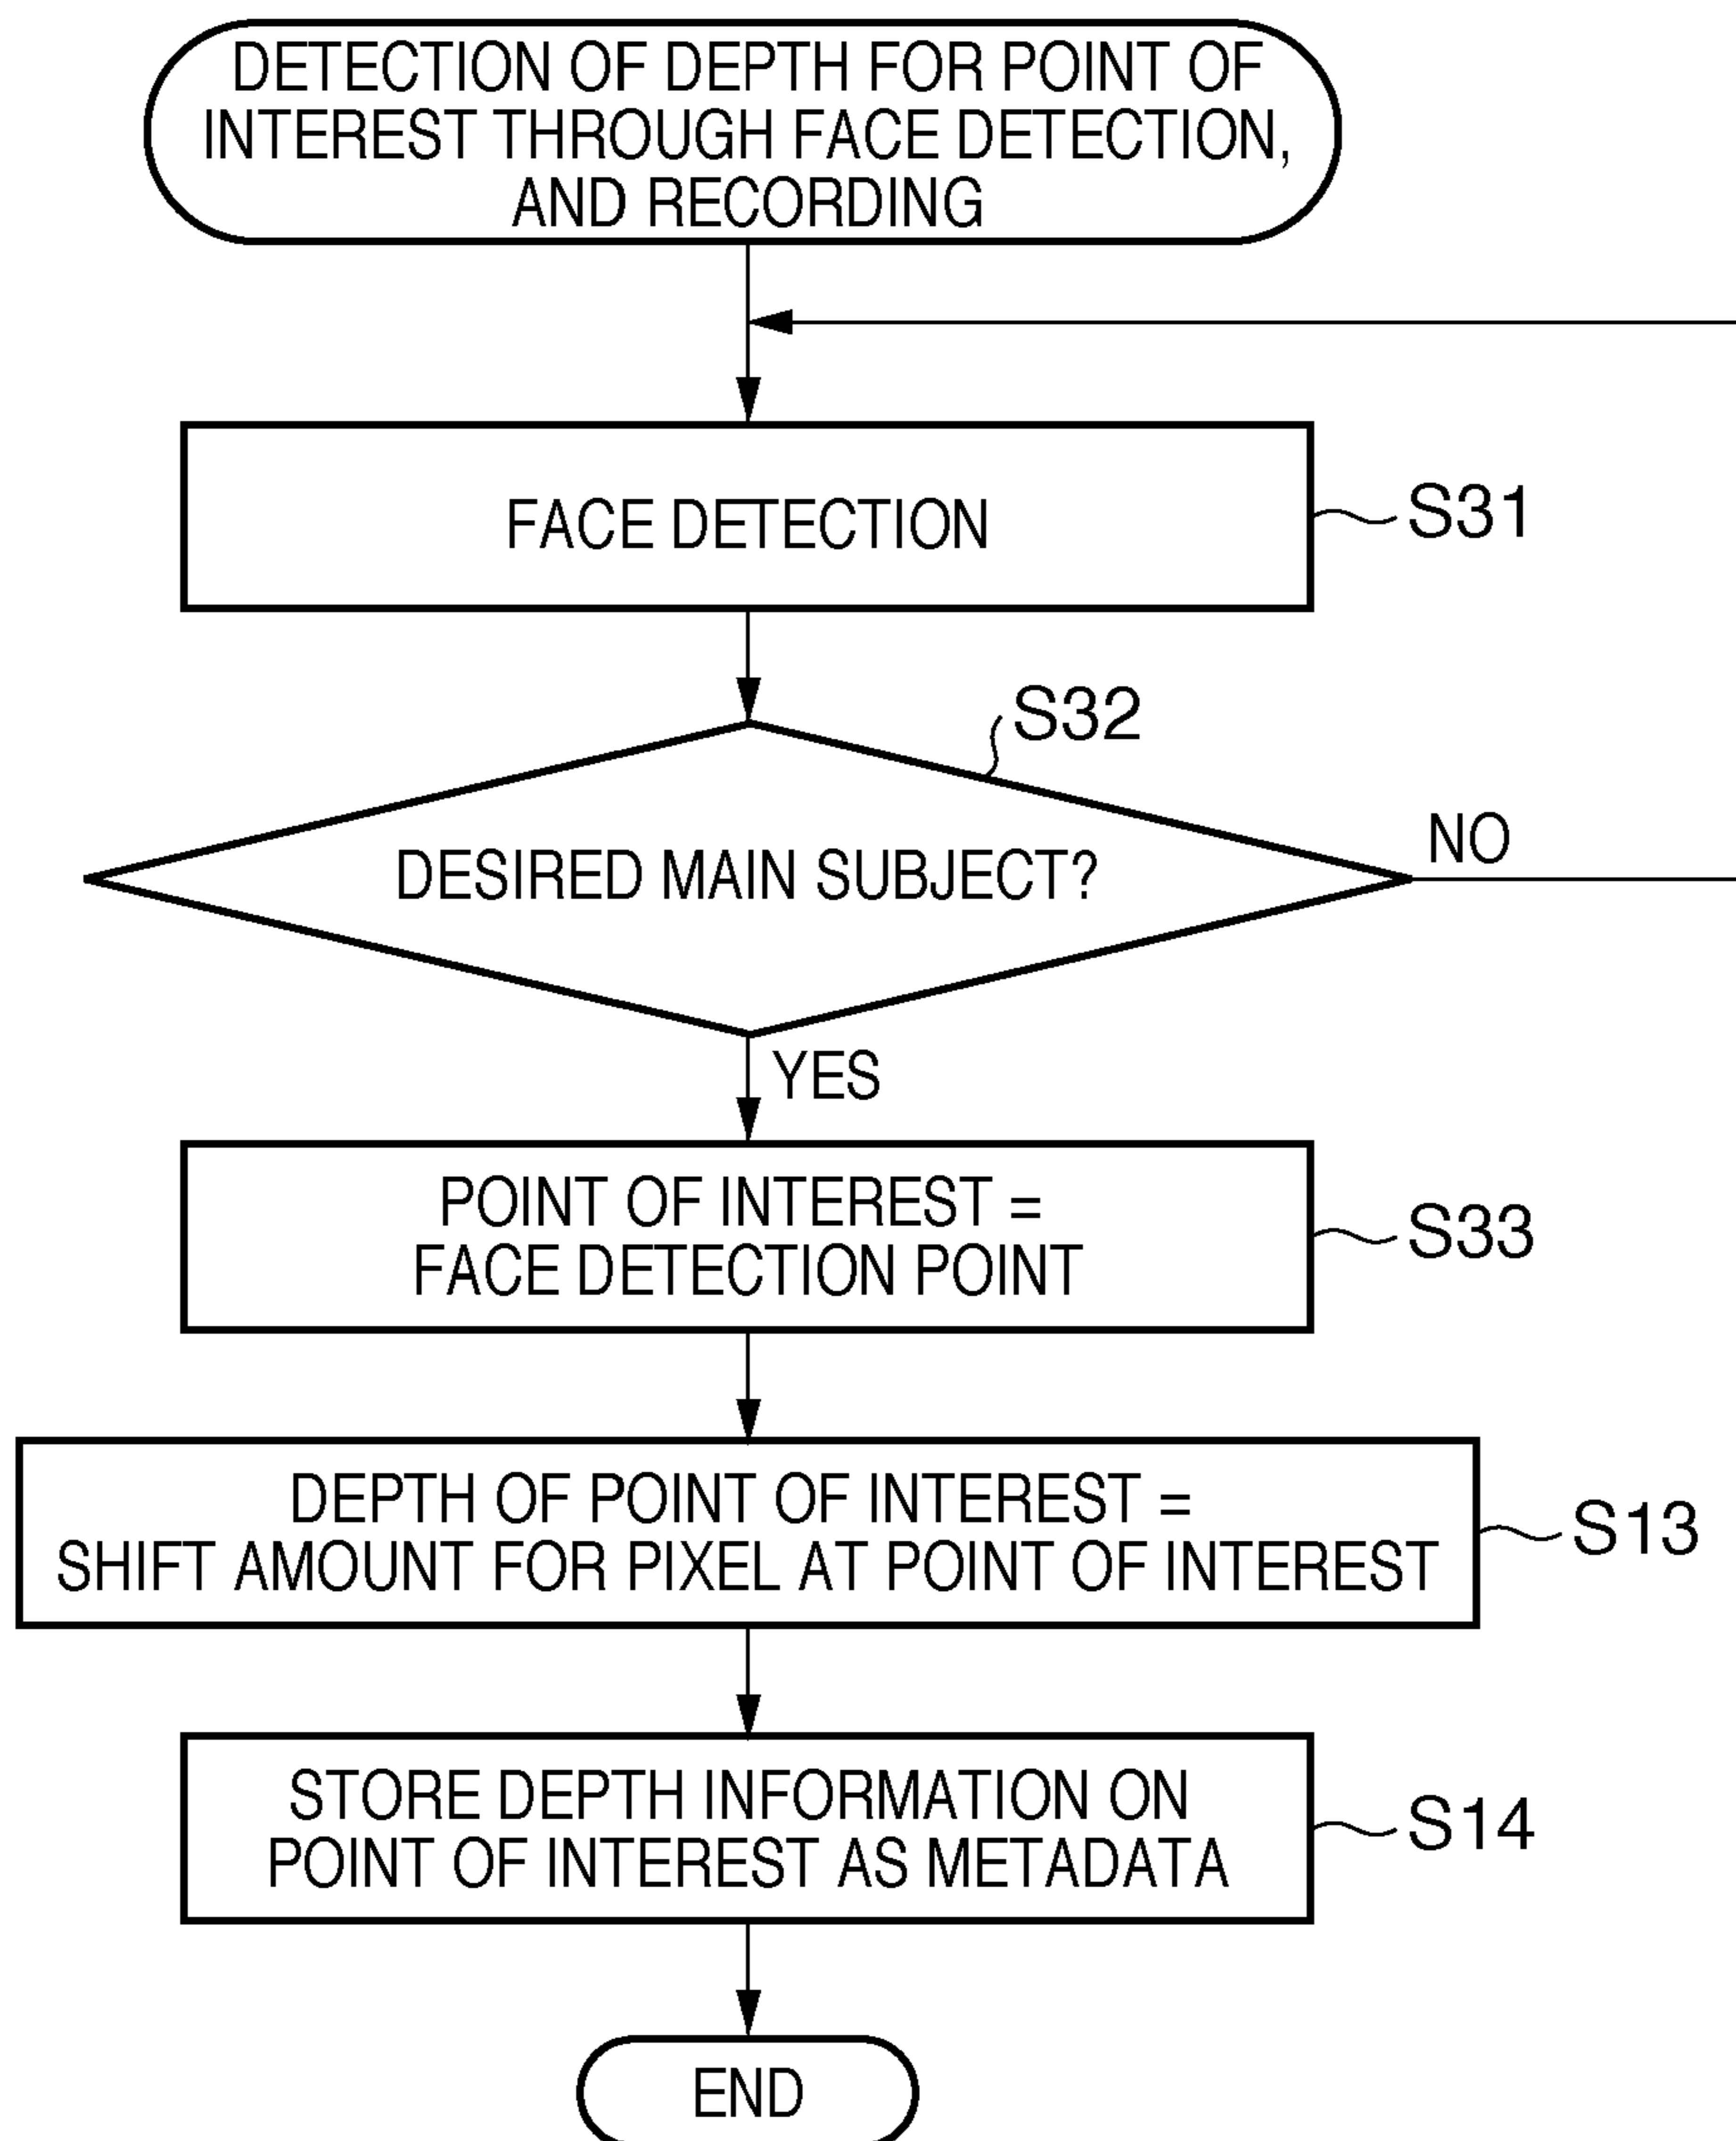 DETECTION OF DEPTH FOR POINT OF
INTEREST THROUGH FACE DETECTION,
AND RECORDING
FACE DETECTION
S31
S32
DESIRED MAIN SUBJECT?
NO
YES
POINT OF INTEREST =
FACE DETECTION POINT
S33
DEPTH OF POINT OF INTEREST =
SHIFT AMOUNT FOR PIXEL AT POINT OF INTEREST
S13
STORE DEPTH INFORMATION ON
POINT OF INTEREST AS METADATA
S14
END